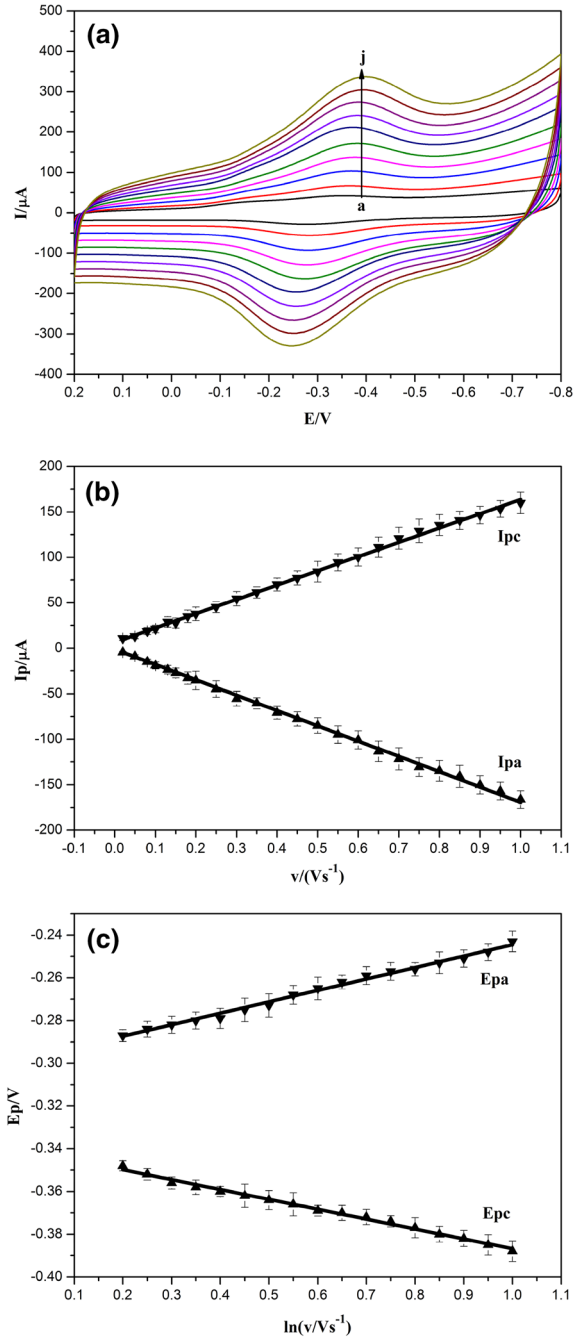 (a)
500
400
300
200
100
0
-100
-200
-300
-400
I/μA
j
a
0.2 0.1 0.0 -0.1 -0.2 -0.3 -0.4 -0.5 -0.6 -0.7 -0.8
E/V
(b)
200
150
100
50
0
-50
-100
-150
-200
Ip/μA
Ipc
Ipa
-0.1 0.0 0.1 0.2 0.3 0.4 0.5 0.6 0.7 0.8 0.9 1.0 1.1
v/(Vs⁻¹)
(c)
-0.24
-0.26
-0.28
-0.30
-0.32
-0.34
-0.36
-0.38
-0.40
Ep/V
Epa
Epc
0.1 0.2 0.3 0.4 0.5 0.6 0.7 0.8 0.9 1.0 1.1
ln(v/Vs⁻¹)